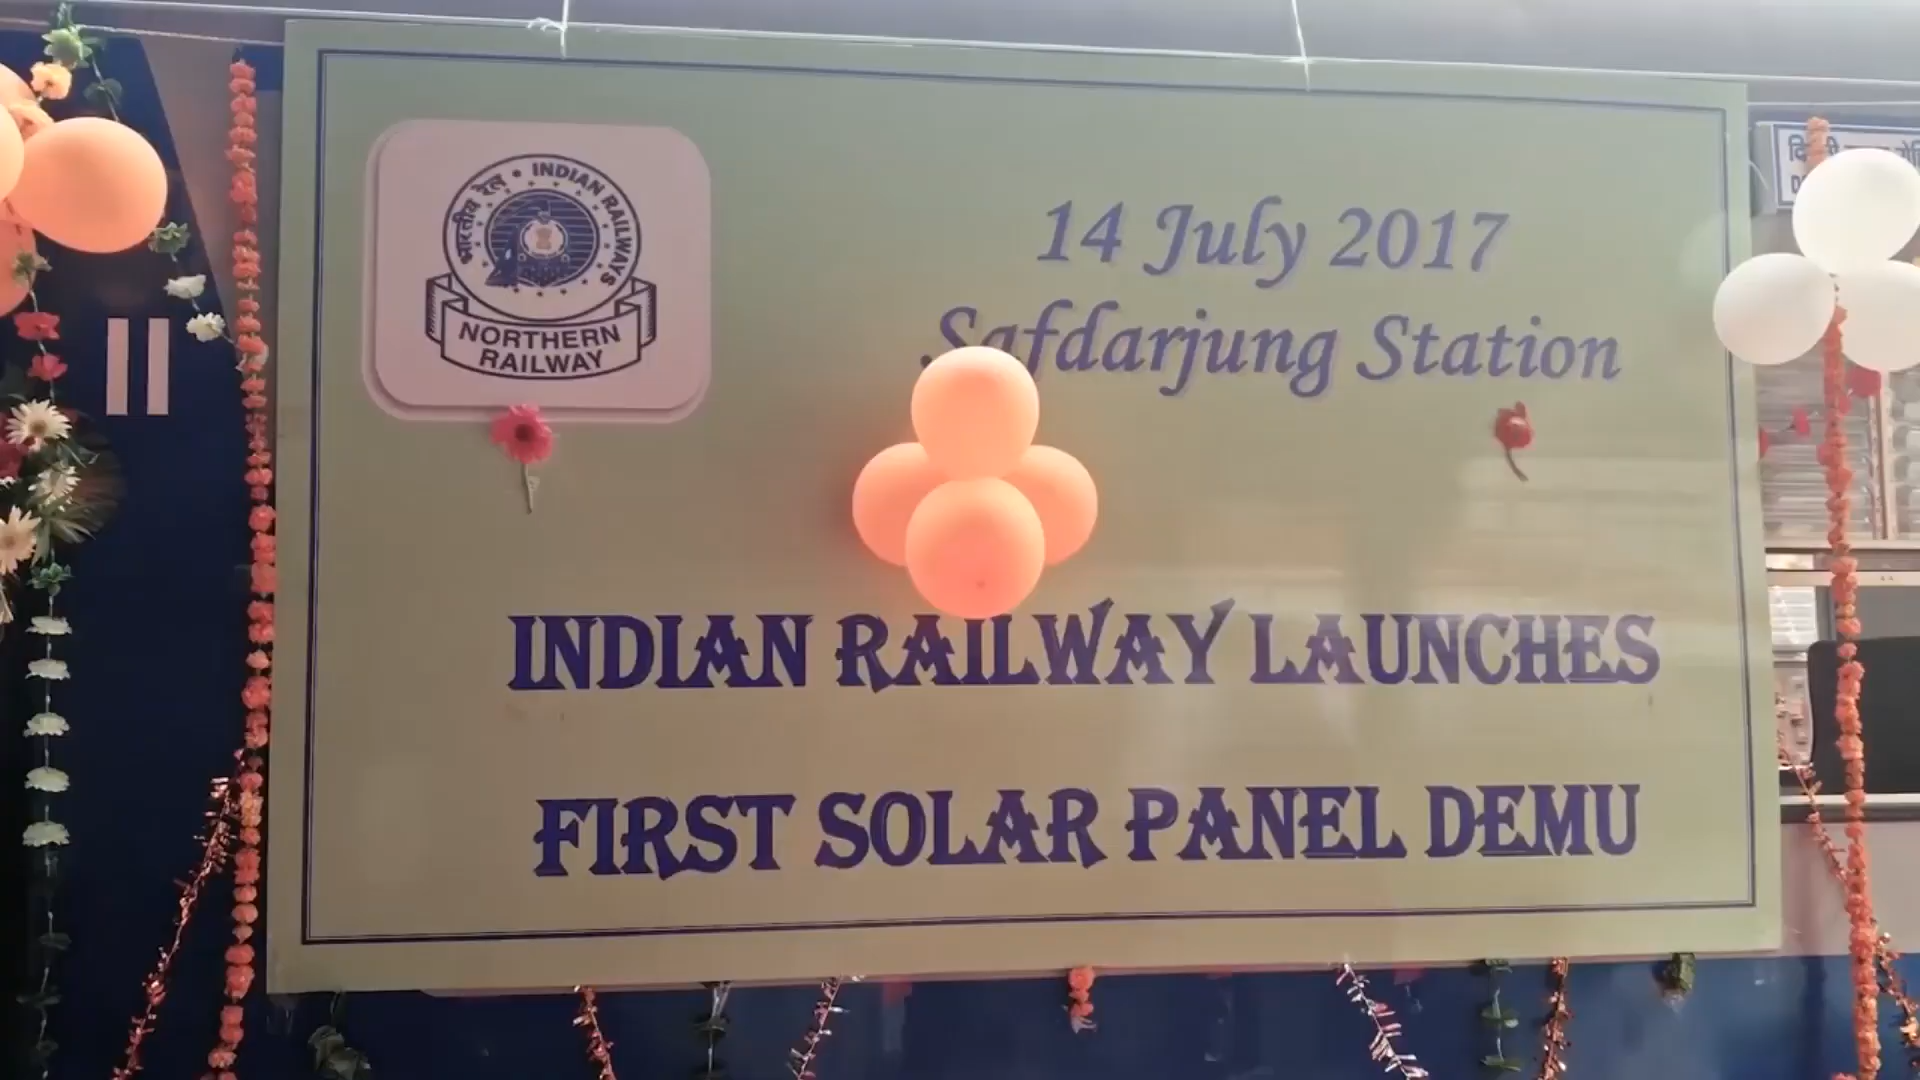 भारतीय रेल • INDIAN RAILWAYS
NORTHERN
RAILWAY
14 July 2017
Safdarjung Station
INDIAN RAILWAY LAUNCHES
FIRST SOLAR PANEL DEMU